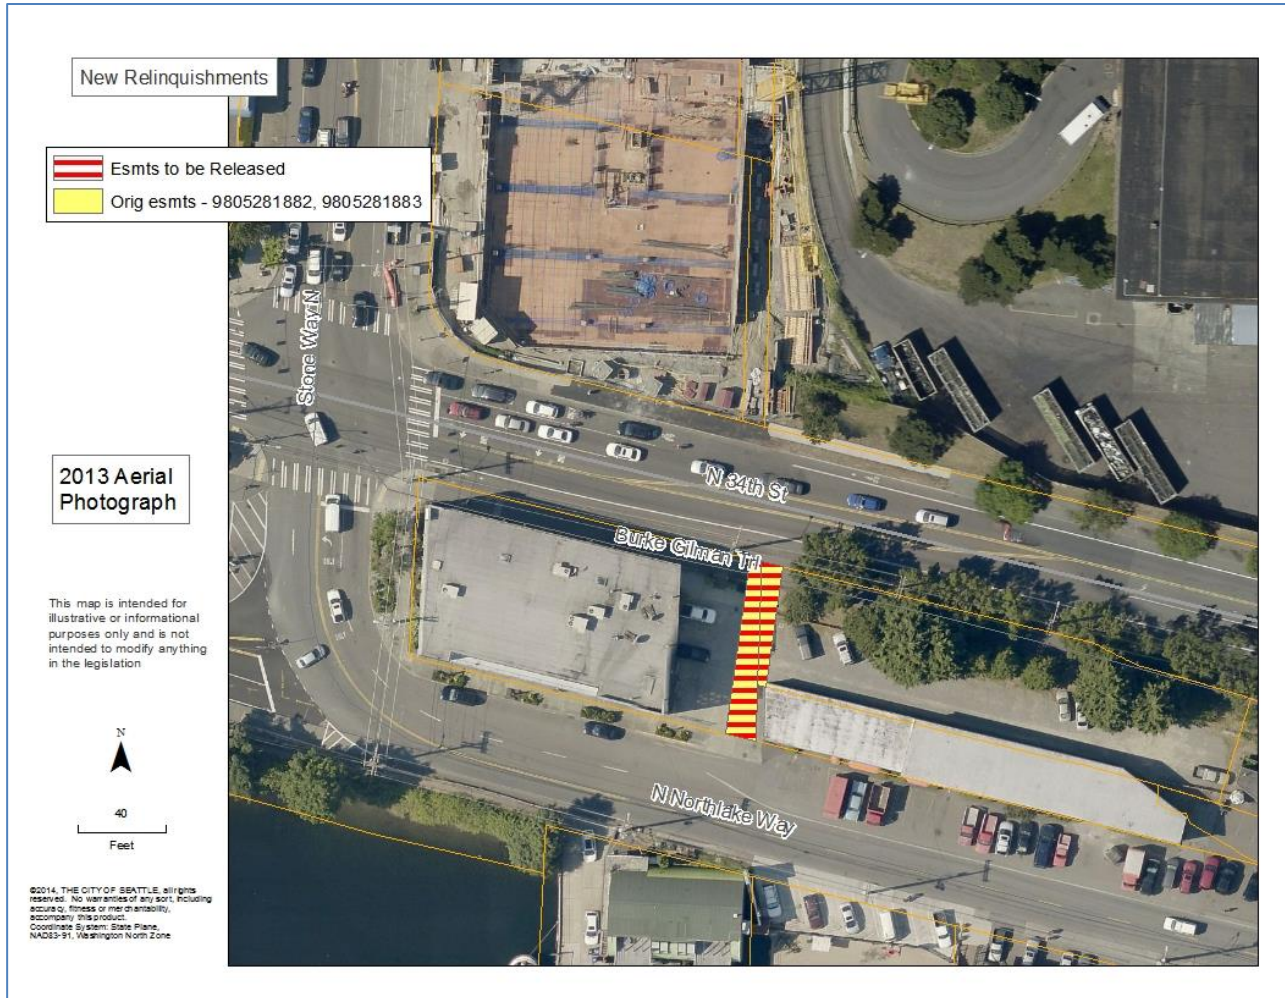 New Relinquishments
Esmts to be Released
Orig esmts - 9805281882, 9805281883
Stone Way N
2013 Aerial
Photograph
N 34th St
Burke Gilman Trl
This map is intended for
illustrative or informational
purposes only and is not
intended to modify anything
in the legislation
N
40
Feet
N Northlake Way
©2014, THE CITY OF SEATTLE, all rights
reserved. No warranties of any sort, including
accuracy, fitness or merchantability,
accompany this product.
Coordinate System: State Plane,
NAD83-91, Washington North Zone